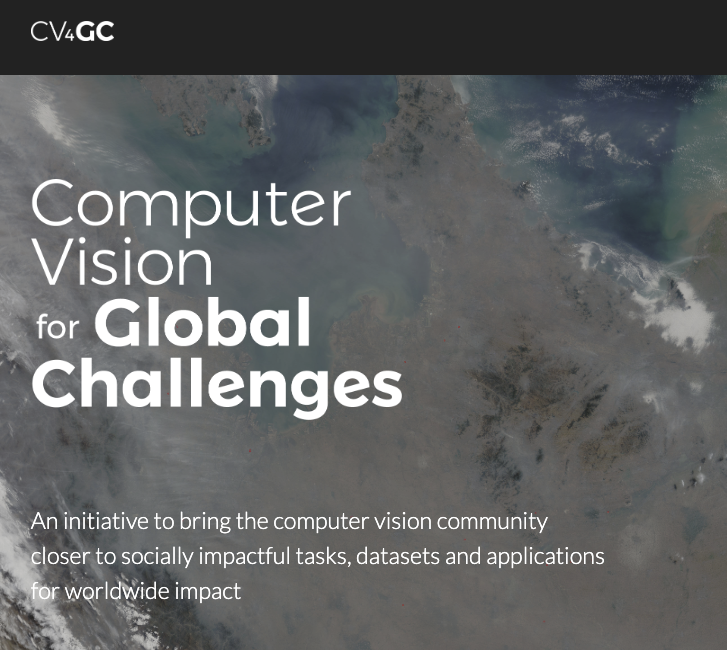 CV4GC
Computer
Vision
for Global
Challenges
An initiative to bring the computer vision community
closer to socially impactful tasks, datasets and applications
for worldwide impact